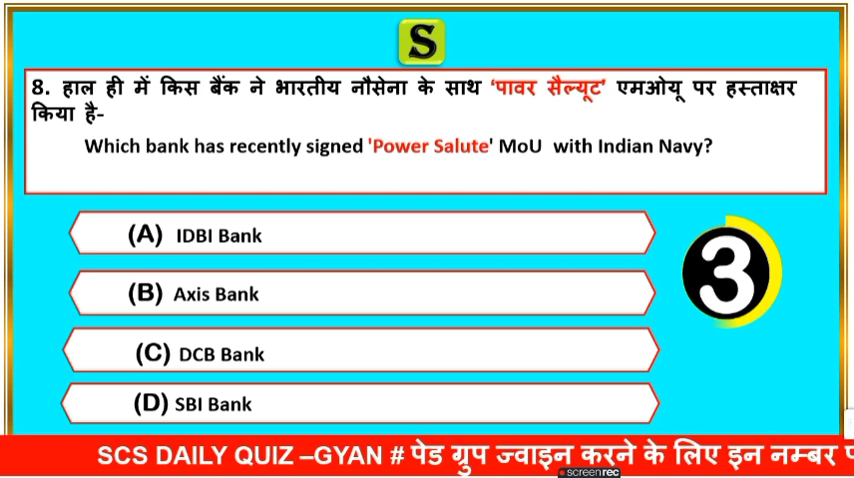 S
8. हाल ही में किस बैंक ने भारतीय नौसेना के साथ 'पावर सैल्यूट' एमओयू पर हस्ताक्षर
किया है-
Which bank has recently signed 'Power Salute' MoU with Indian Navy?
(A) IDBI Bank
3
(B) Axis Bank
(C) DCB Bank
(D) SBI Bank
SCS DAILY QUIZ –GYAN # पेड ग्रुप ज्वाइन करने के लिए इन नम्बर प
screenrec